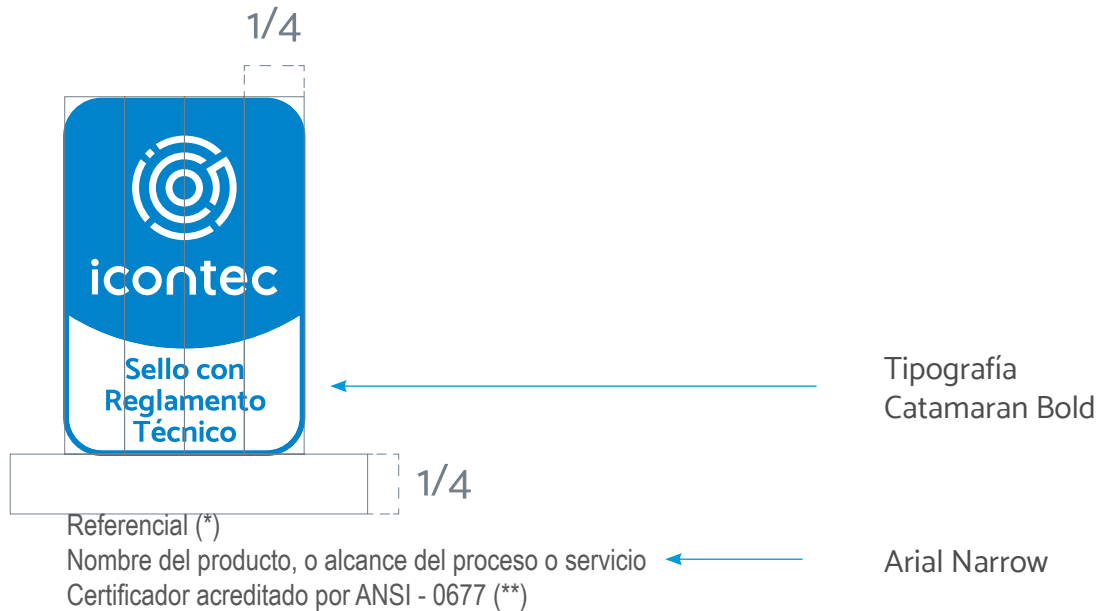 1/4
icontec
Sello con
Reglamento
Técnico
Tipografía
Catamaran Bold
1/4
Referencial (*)
Nombre del producto, o alcance del proceso o servicio
Arial Narrow
Certificador acreditado por ANSI - 0677 (**)